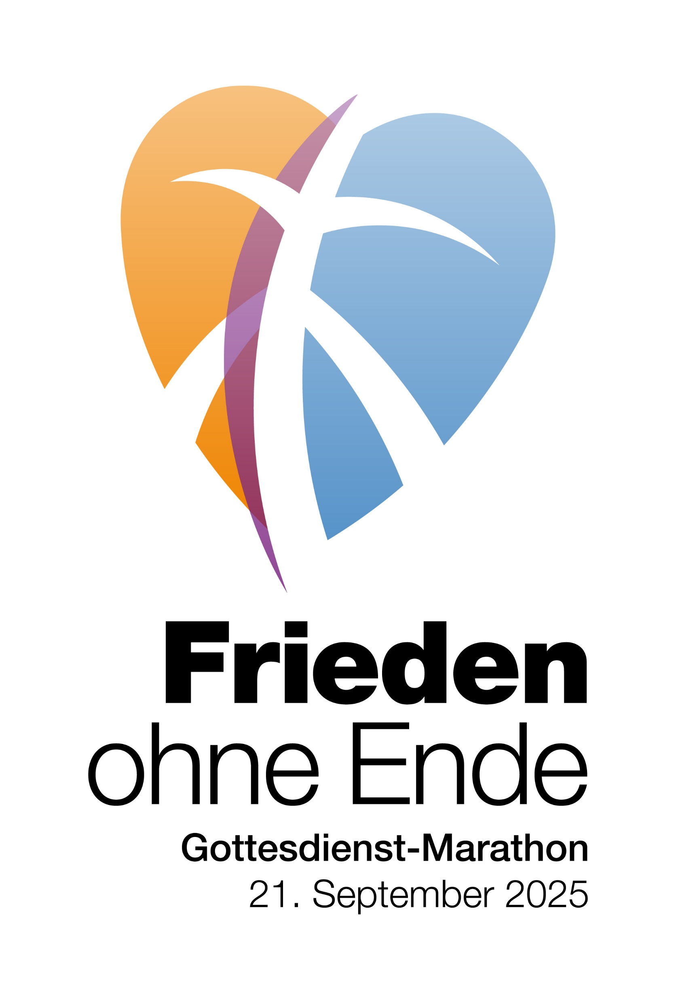 Frieden
ohne Ende
Gottesdienst-Marathon
21. September 2025